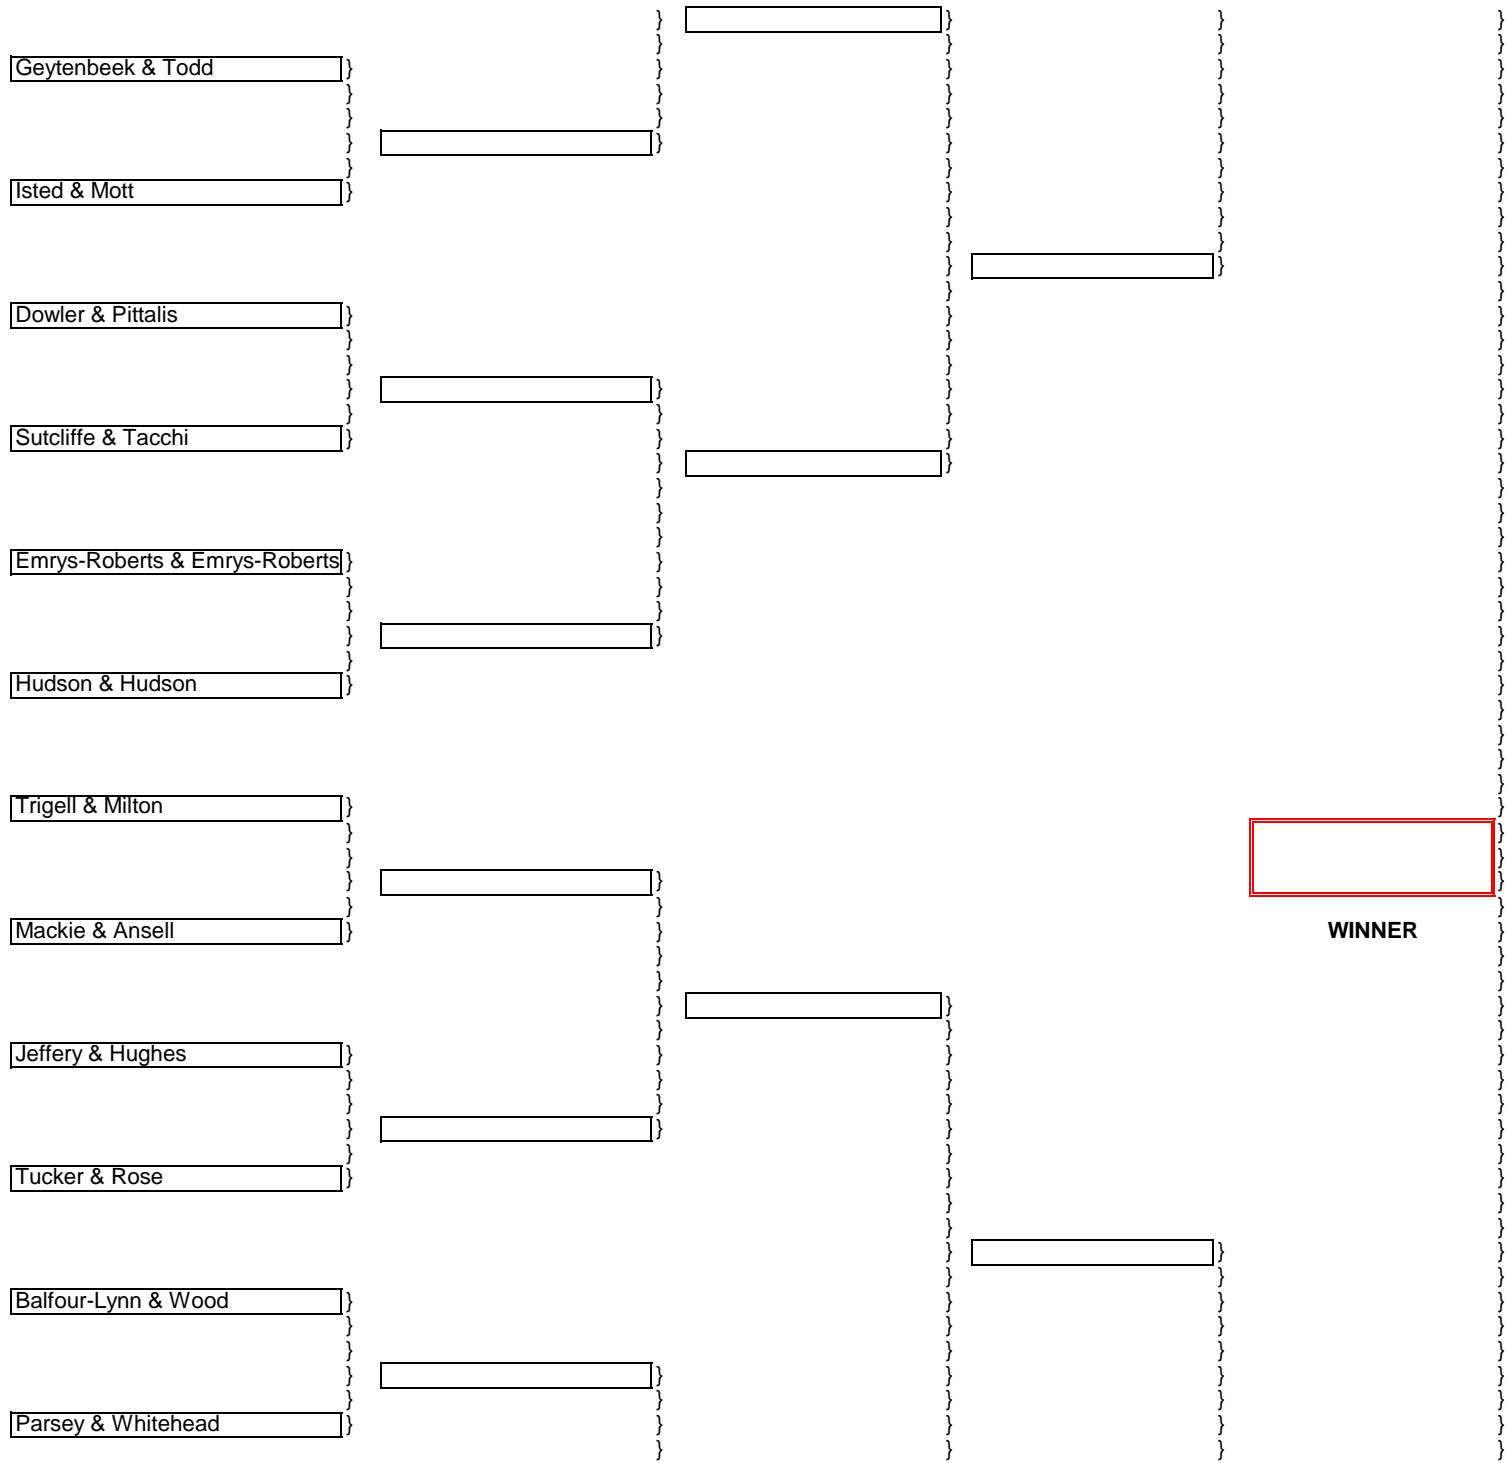 Geytenbeek & Todd
Isted & Mott
Dowler & Pittalis
Sutcliffe & Tacchi
Emrys-Roberts & Emrys-Roberts
Hudson & Hudson
Trigell & Milton
Mackie & Ansell
WINNER
Jeffery & Hughes
Tucker & Rose
Balfour-Lynn & Wood
Parsey & Whitehead